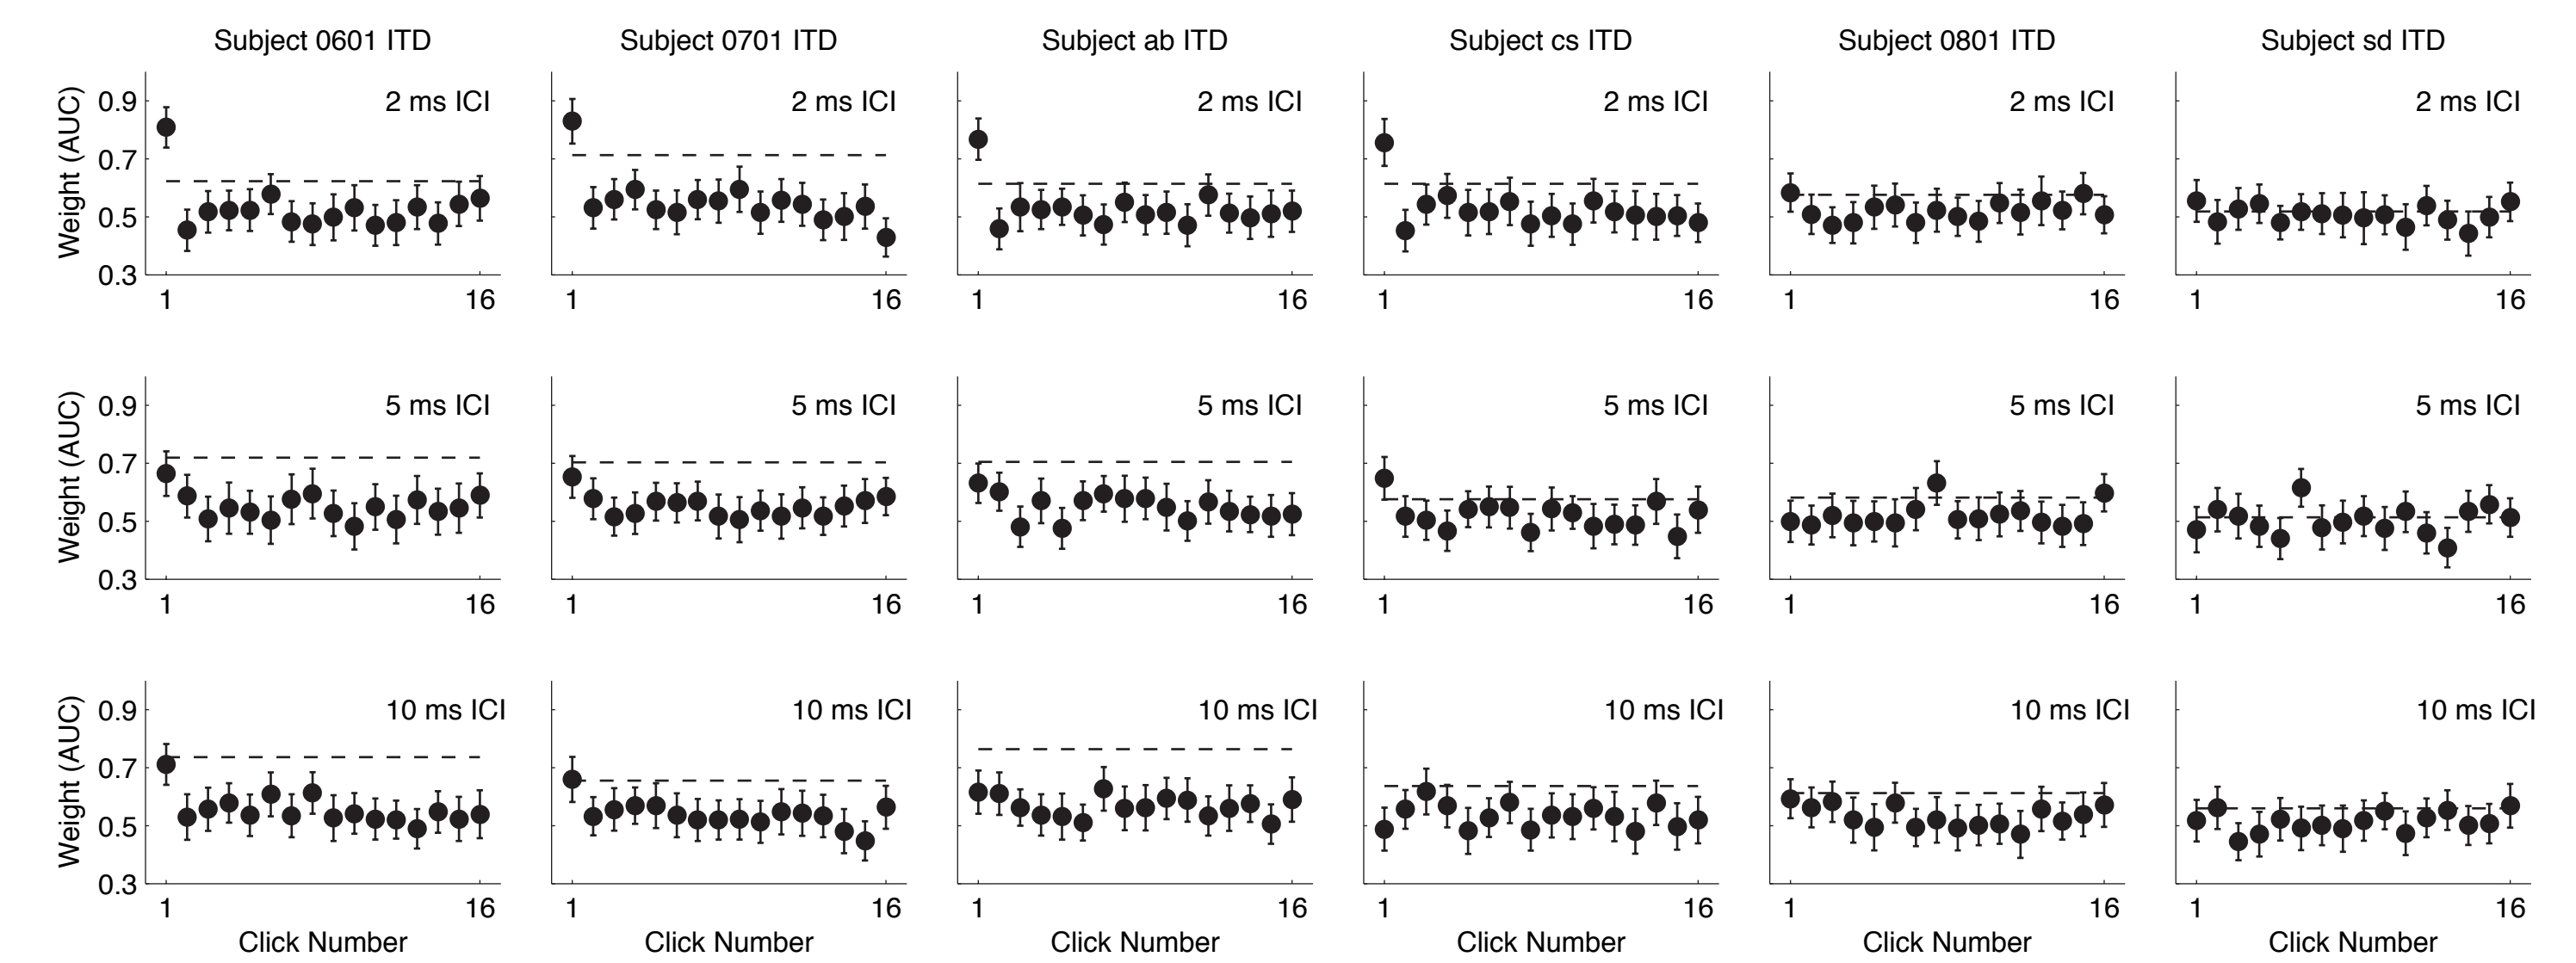 Subject 0601 ITD Subject 0701 ITD Subject ab ITD Subject cs ITD Subject 0801 ITD Subject sd ITD
Weight (AUC) 0.9 0.7 0.5 0.3
2 ms ICI 2 ms ICI 2 ms ICI 2 ms ICI 2 ms ICI 2 ms ICI
1 16 1 16 1 16 1 16 1 16 1 16
Weight (AUC) 0.9 0.7 0.5 0.3
5 ms ICI 5 ms ICI 5 ms ICI 5 ms ICI 5 ms ICI 5 ms ICI
1 16 1 16 1 16 1 16 1 16 1 16
Weight (AUC) 0.9 0.7 0.5 0.3
10 ms ICI 10 ms ICI 10 ms ICI 10 ms ICI 10 ms ICI 10 ms ICI
1 16 1 16 1 16 1 16 1 16 1 16
Click Number Click Number Click Number Click Number Click Number Click Number